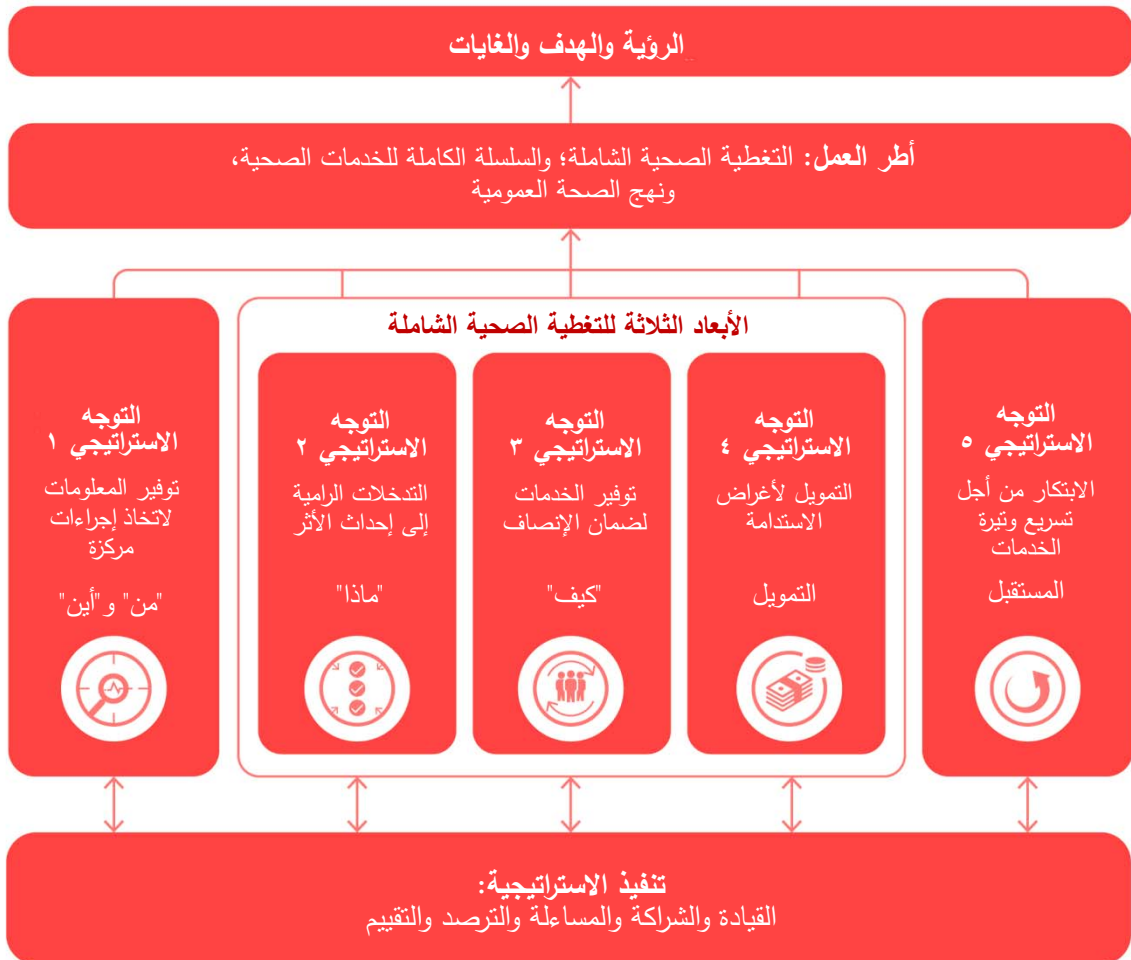 الرؤية والهدف والغايات
أطر العمل: التغطية الصحية الشاملة؛ والسلسلة الكاملة للخدمات الصحية،
ونهج الصحة العمومية
الأبعاد الثلاثة للتغطية الصحية الشاملة
التوجه
الاستراتيجي ١
توفير المعلومات
لاتخاذ إجراءات
مركزة
"من" و"أين"
التوجه
الاستراتيجي ٢
التدخلات الرامية
إلى إحداث الأثر
"ماذا"
التوجه
الاستراتيجي ٣
توفير الخدمات
لضمان الإنصاف
"كيف"
التوجه
الاستراتيجي ٤
التمويل لأغراض
الاستدامة
التمويل
التوجه
الاستراتيجي ٥
الابتكار من أجل
تسريع وتيرة
الخدمات
المستقبل
تنفيذ الاستراتيجية:
القيادة والشراكة والمساءلة والترصد والتقييم